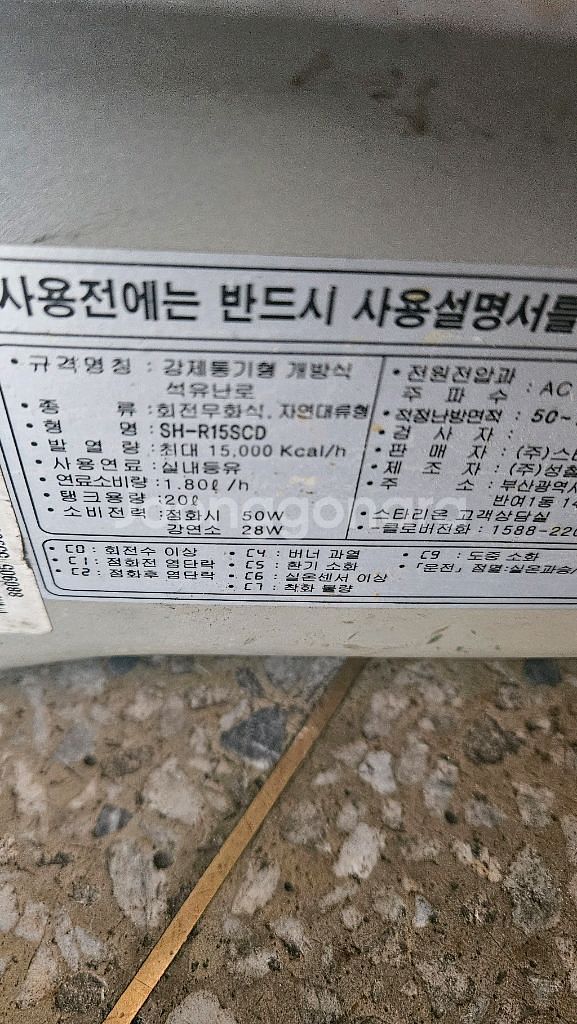 사용전에는 반드시 사용설명서를
• 규격명칭 : 강제통기형 개방식
석유난로
• 종 류 : 회전무화식, 자연대류형
• 형 명 : SH-R15SCD
• 발 열 량 : 최대 15,000 Kcal/h
• 사용연료 : 실내등유
• 연료소비량 : 1.80ℓ/h
• 탱크용량 : 20ℓ
• 소비전력 : 점화시 50W
강연소 28W
• 전원전압과
주 파 수 : AC
• 적정난방면적 : 50~
• 검 사 자 :
• 판 매 자 : (주)스
• 제 조 자 : (주)성철
• 주 소 : 부산광역시
반여1동 14
• 스타리온 고객상담실
• 클로버전화 : 1588-220
• C0 : 회전수 이상
• C1 : 점화전 염단락
• C2 : 점화후 염단락
• C4 : 버너 과열
• C5 : 환기 소화
• C6 : 실온센서 이상
• C7 : 착화 불량
• C9 : 도중 소화
• 「운전」 점멸:실온과승/
joonggonara